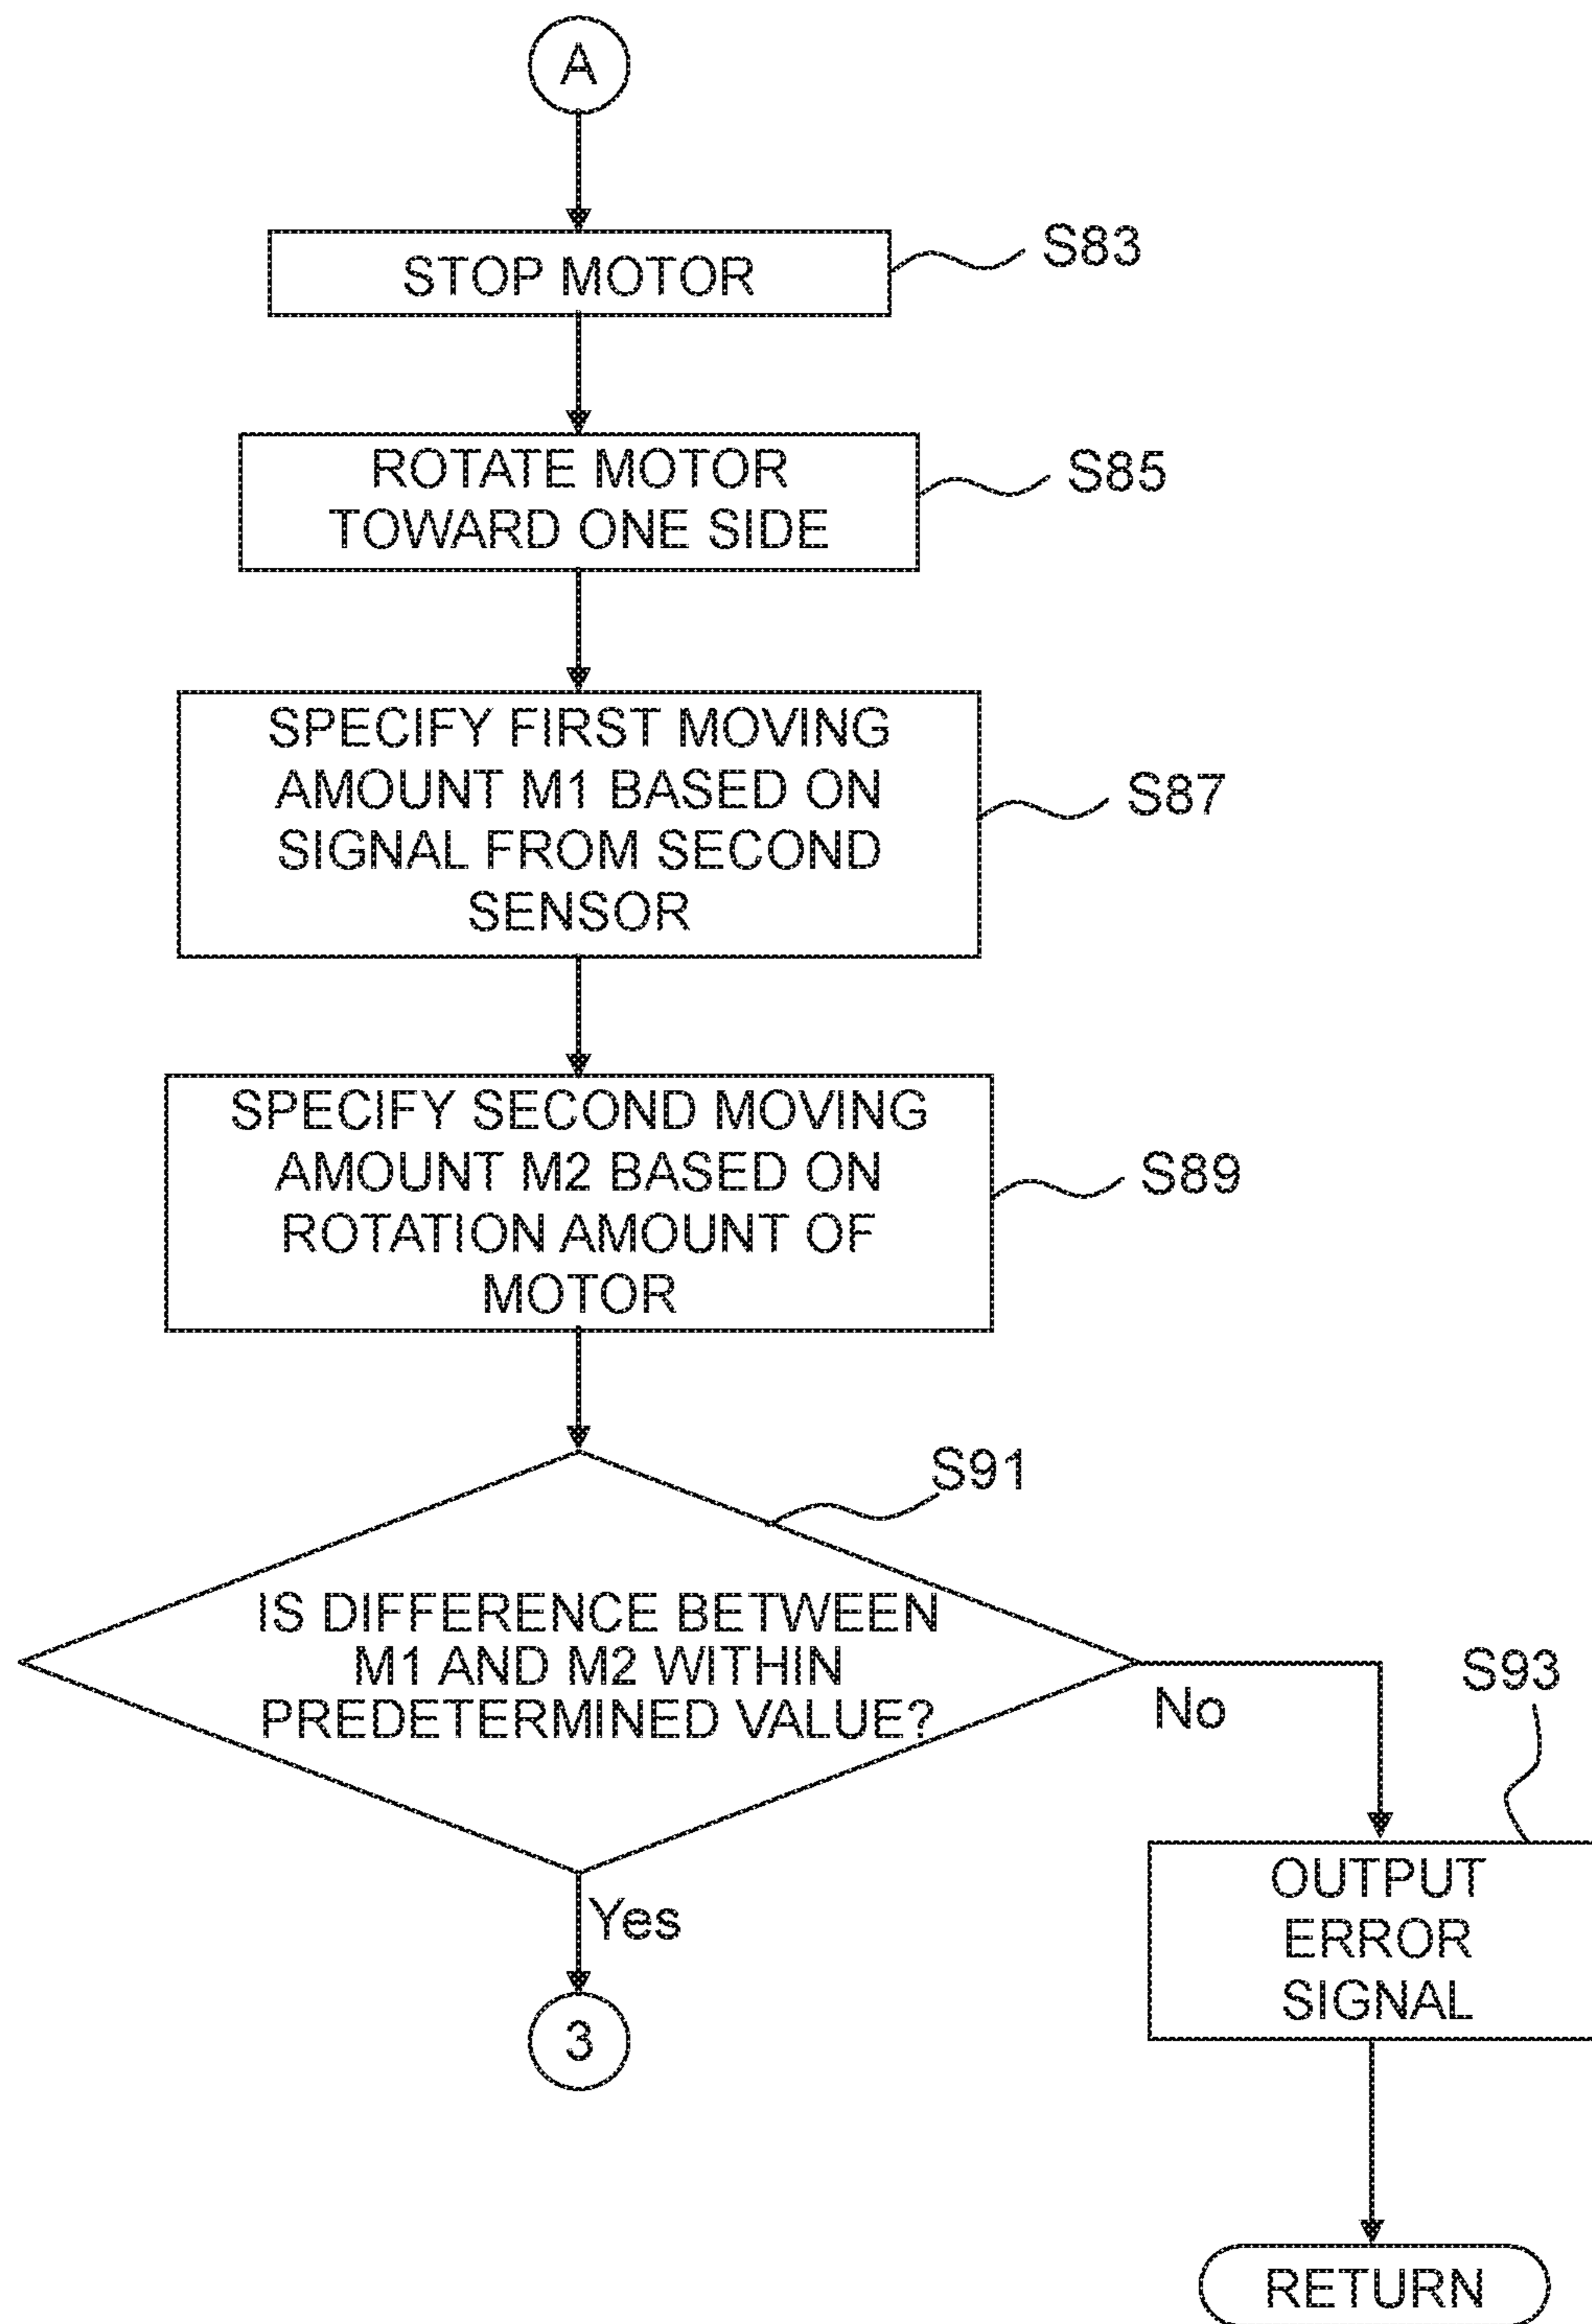 A
STOP MOTOR
S83
ROTATE MOTOR
TOWARD ONE SIDE
S85
SPECIFY FIRST MOVING
AMOUNT M1 BASED ON
SIGNAL FROM SECOND
SENSOR
S87
SPECIFY SECOND MOVING
AMOUNT M2 BASED ON
ROTATION AMOUNT OF
MOTOR
S89
S91
IS DIFFERENCE BETWEEN
M1 AND M2 WITHIN
PREDETERMINED VALUE?
No
S93
Yes
OUTPUT
ERROR
SIGNAL
3
RETURN